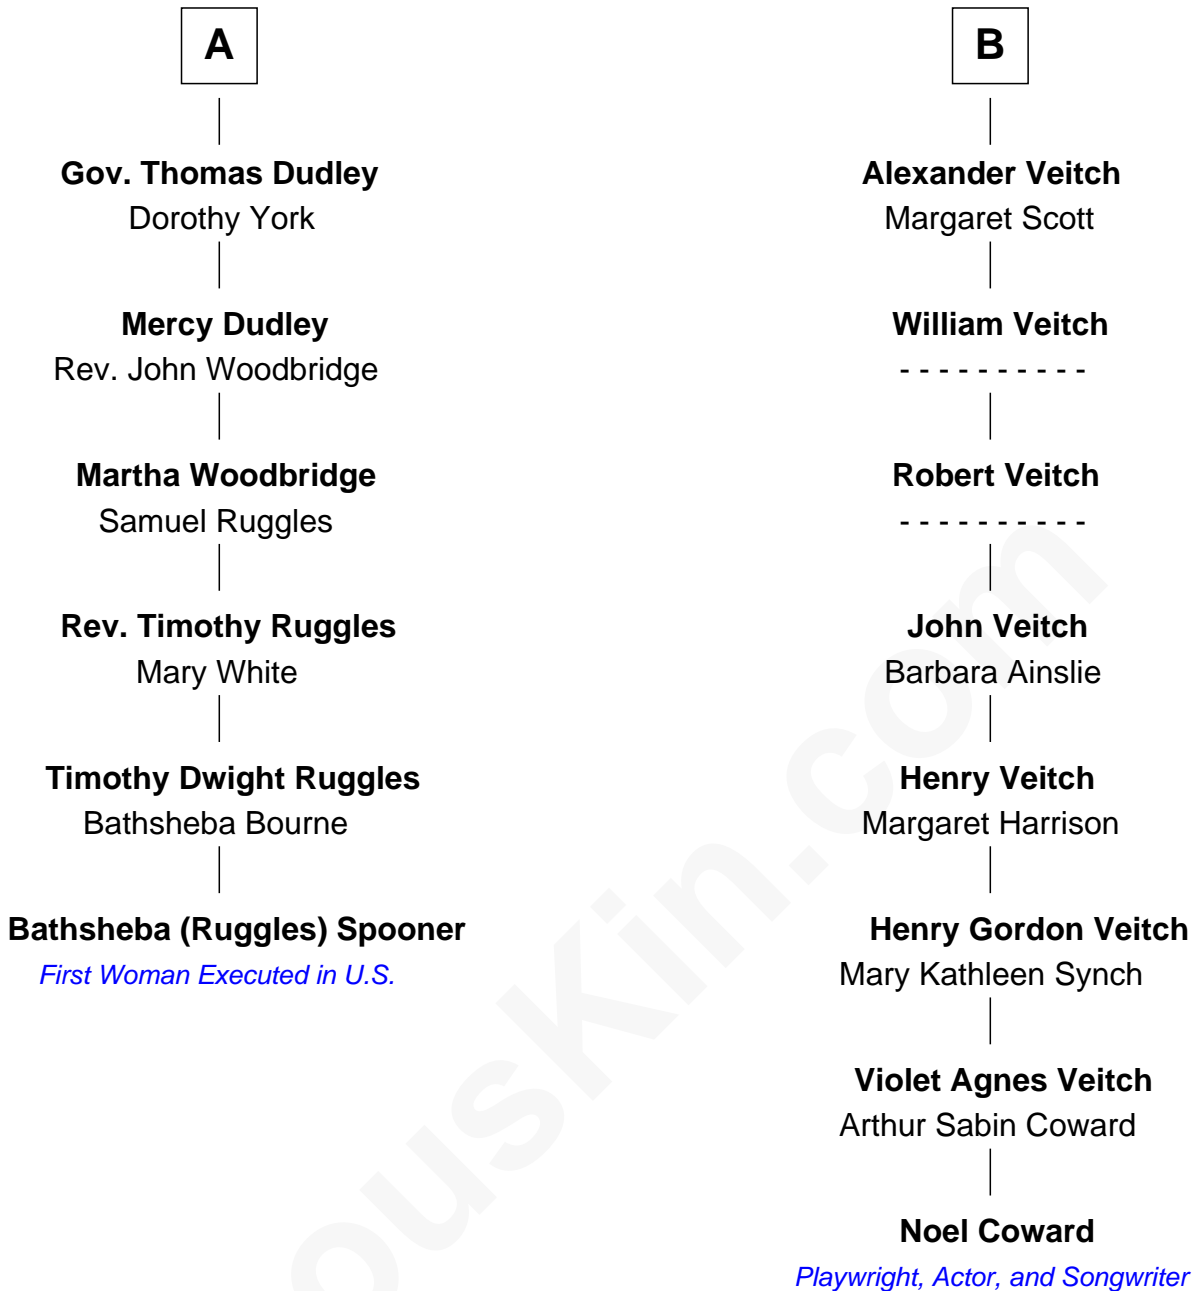 A
Gov. Thomas Dudley
Dorothy York
Mercy Dudley
Rev. John Woodbridge
Martha Woodbridge
Samuel Ruggles
Rev. Timothy Ruggles
Mary White
Timothy Dwight Ruggles
Bathsheba Bourne
Bathsheba (Ruggles) Spooner
First Woman Executed in U.S.
B
Alexander Veitch
Margaret Scott
William Veitch
- - - - - - - - - -
Robert Veitch
- - - - - - - - - -
John Veitch
Barbara Ainslie
Henry Veitch
Margaret Harrison
Henry Gordon Veitch
Mary Kathleen Synch
Violet Agnes Veitch
Arthur Sabin Coward
Noel Coward
Playwright, Actor, and Songwriter
ousKin.com